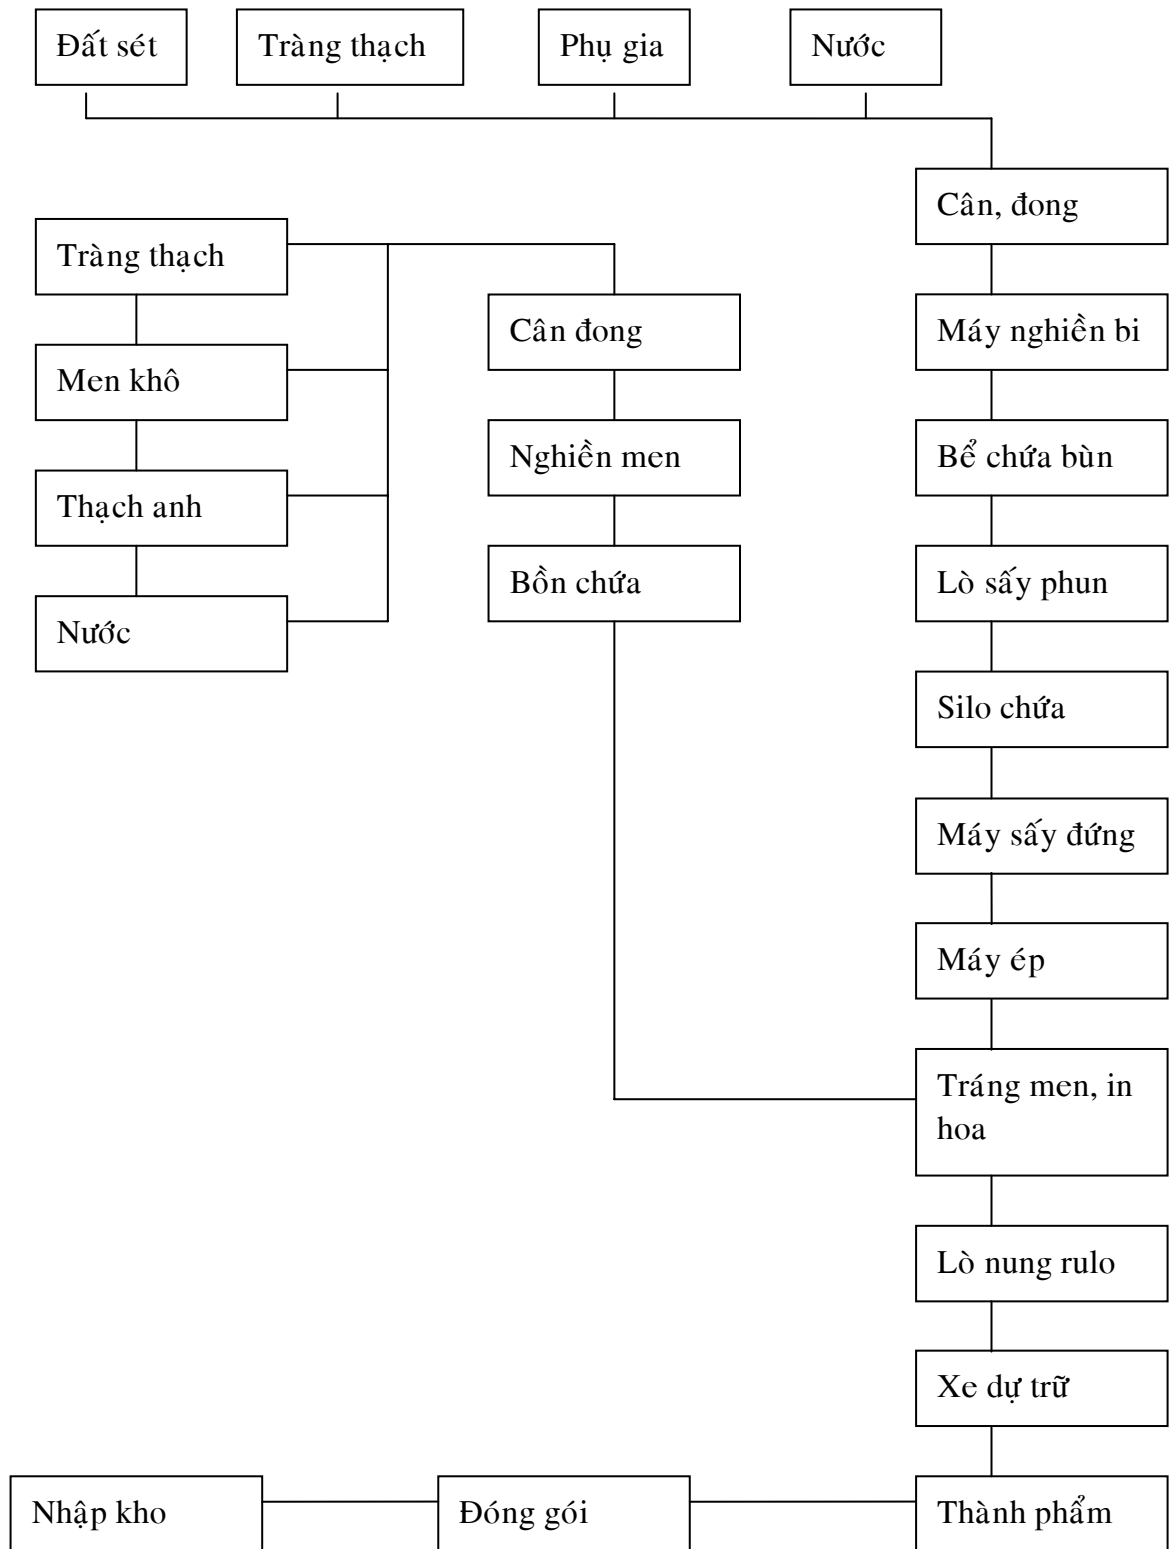 Đất sét
Tràng thạch
Phụ gia
Nước
Cân, đong
Tràng thạch
Men khô
Thạch anh
Nước
Cân đong
Nghiền men
Bồn chứa
Máy nghiền bi
Bể chứa bùn
Lò sấy phun
Silo chứa
Máy sấy đứng
Máy ép
Tráng men, in
hoa
Lò nung rulo
Xe dự trữ
Thành phẩm
Đóng gói
Nhập kho